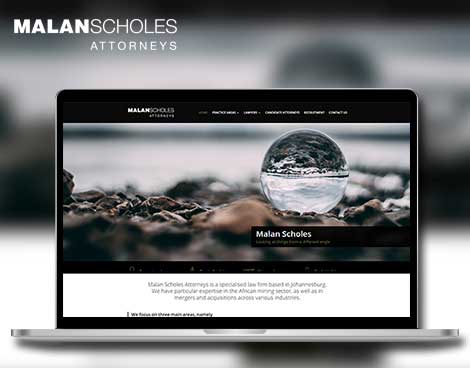 MALANSCHOLES
ATTORNEYS
MALANSCHOLES
ATTORNEYS
HOME PRACTICE AREAS LAWYERS CANDIDATE ATTORNEYS RECRUITMENT CONTACT US
Malan Scholes
Looking at things from a different angle
Malan Scholes Attorneys is a specialised law firm based in Johannesburg.
We have particular expertise in the African mining sector, as well as in
mergers and acquisitions across various industries.
We focus on three main areas, namely